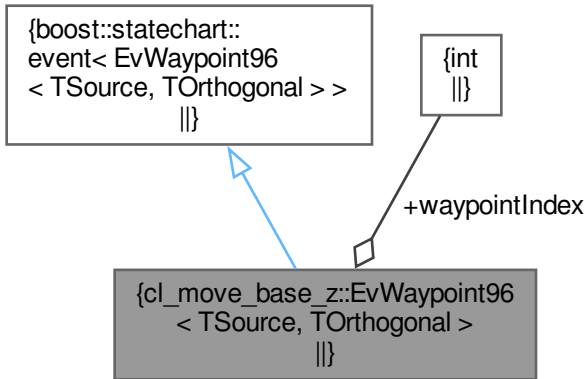 {boost::statechart::
event< EvWaypoint96
< TSource, TOrthogonal > >
||}
{int
||}
+waypointIndex
{cl_move_base_z::EvWaypoint96
< TSource, TOrthogonal >
||}